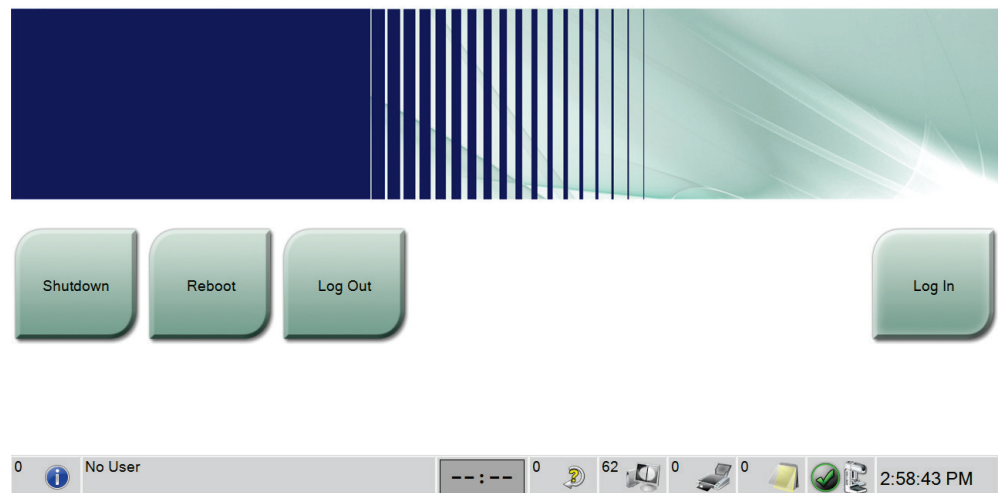 Shutdown
Reboot
Log Out
Log In
0
No User
--:--
0
62
0
0
2:58:43 PM